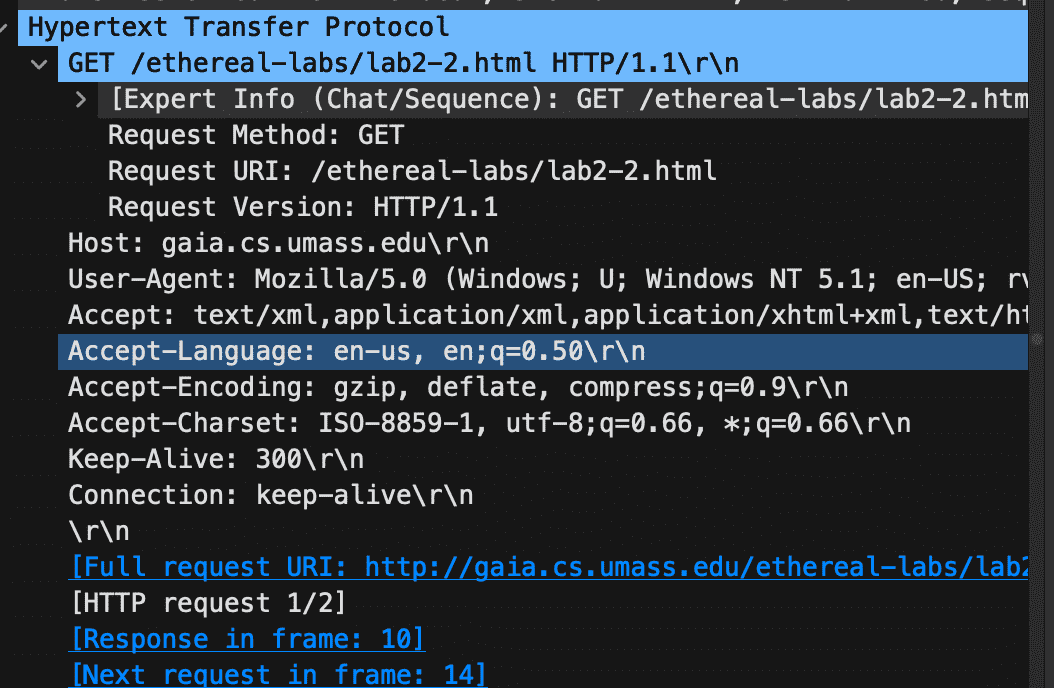 Hypertext Transfer Protocol
GET /ethereal-labs/lab2-2.html HTTP/1.1\r\n
[Expert Info (Chat/Sequence): GET /ethereal-labs/lab2-2.htm
Request Method: GET
Request URI: /ethereal-labs/lab2-2.html
Request Version: HTTP/1.1
Host: gaia.cs.umass.edu\r\n
User-Agent: Mozilla/5.0 (Windows; U; Windows NT 5.1; en-US; rv
Accept: text/xml,application/xml,application/xhtml+xml,text/ht
Accept-Language: en-us, en;q=0.50\r\n
Accept-Encoding: gzip, deflate, compress;q=0.9\r\n
Accept-Charset: ISO-8859-1, utf-8;q=0.66, *;q=0.66\r\n
Keep-Alive: 300\r\n
Connection: keep-alive\r\n
\r\n
[Full request URI: http://gaia.cs.umass.edu/ethereal-labs/lab2
[HTTP request 1/2]
[Response in frame: 10]
[Next request in frame: 14]